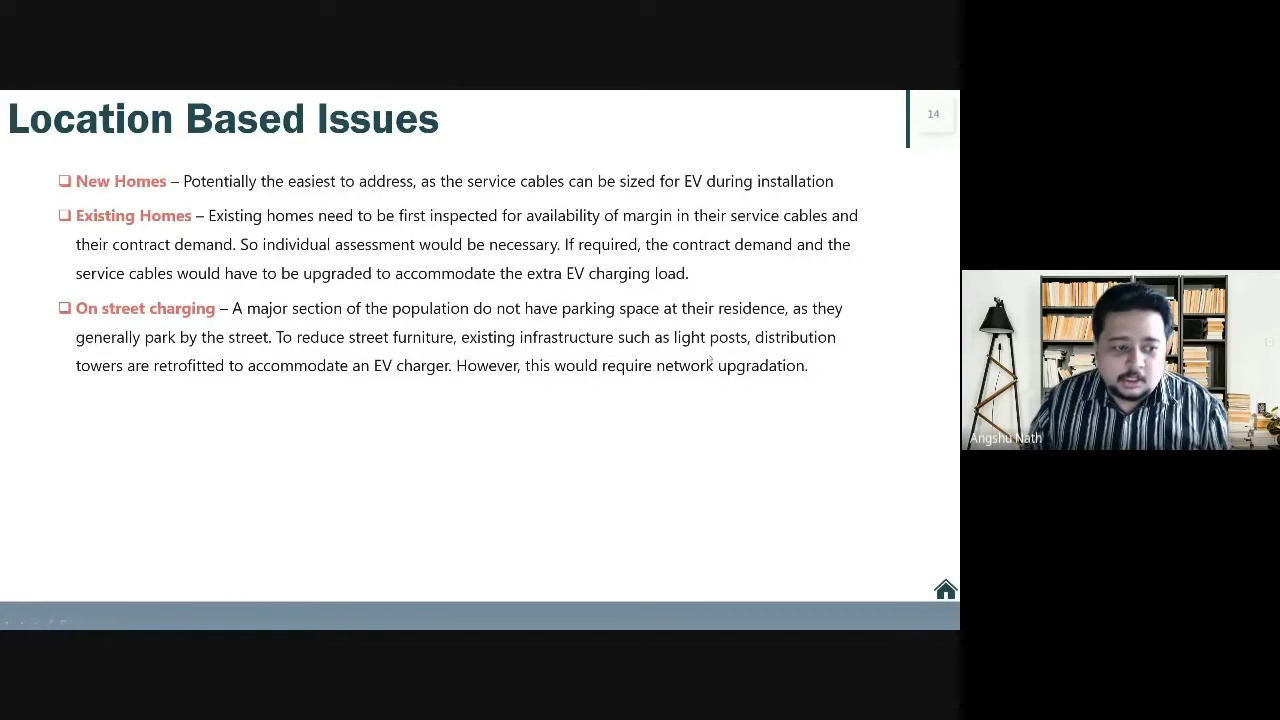 Location Based Issues
14
New Homes – Potentially the easiest to address, as the service cables can be sized for EV during installation
Existing Homes – Existing homes need to be first inspected for availability of margin in their service cables and
their contract demand. So individual assessment would be necessary. If required, the contract demand and the
service cables would have to be upgraded to accommodate the extra EV charging load.
On street charging – A major section of the population do not have parking space at their residence, as they
generally park by the street. To reduce street furniture, existing infrastructure such as light posts, distribution
towers are retrofitted to accommodate an EV charger. However, this would require network upgradation.
Angshu Nath